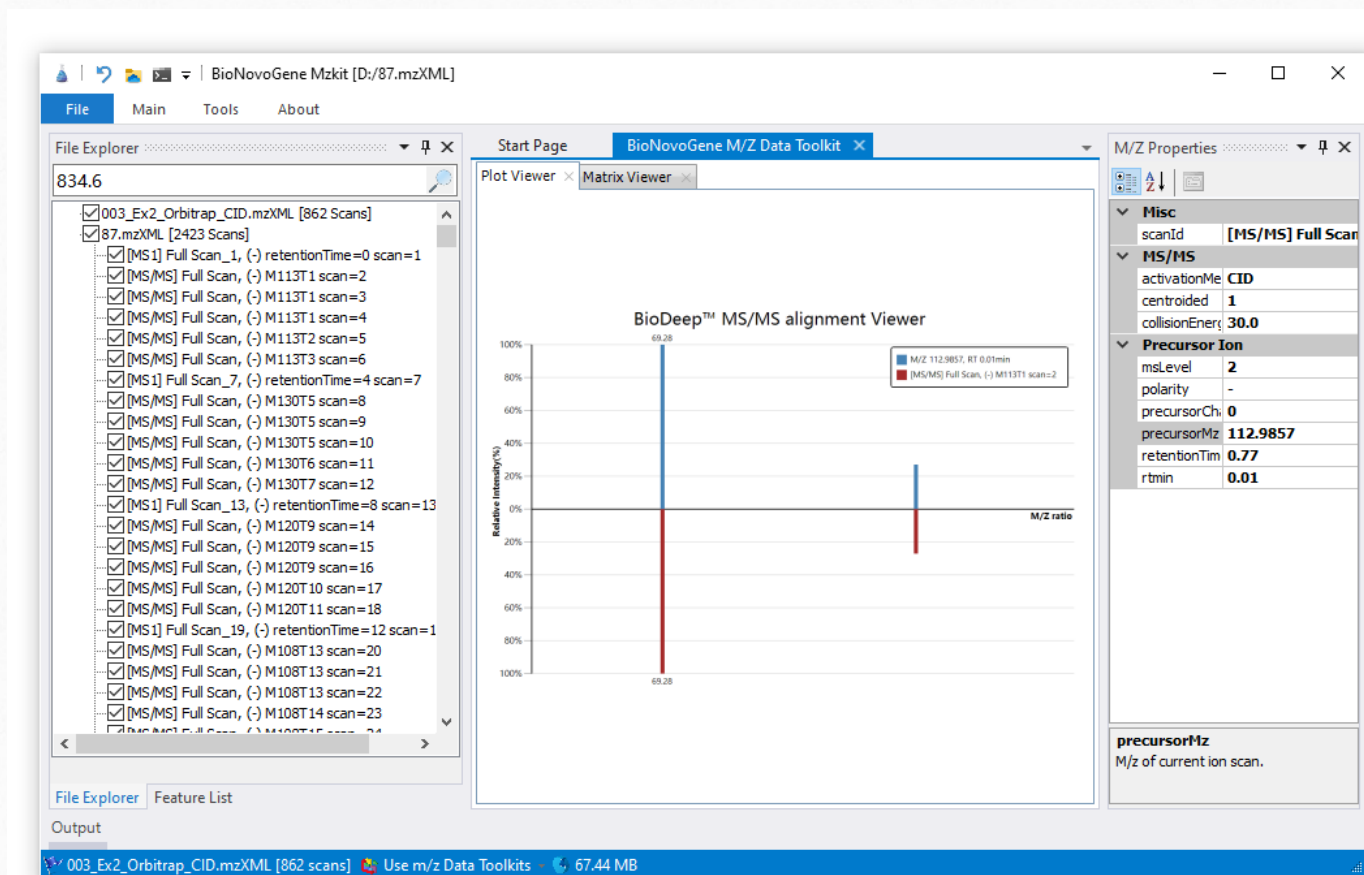 BioNovoGene Mzkit [D:/87.mzXML]
File Main Tools About
File Explorer
834.6
003_Ex2_Orbitrap_CID.mzXML [862 Scans]
87.mzXML [2423 Scans]
[MS1] Full Scan_1, (-) retentionTime=0 scan=1
[MS/MS] Full Scan, (-) M113T1 scan=2
[MS/MS] Full Scan, (-) M113T1 scan=3
[MS/MS] Full Scan, (-) M113T1 scan=4
[MS/MS] Full Scan, (-) M113T2 scan=5
[MS/MS] Full Scan, (-) M113T3 scan=6
[MS1] Full Scan_7, (-) retentionTime=4 scan=7
[MS/MS] Full Scan, (-) M130T5 scan=8
[MS/MS] Full Scan, (-) M130T5 scan=9
[MS/MS] Full Scan, (-) M130T5 scan=10
[MS/MS] Full Scan, (-) M130T6 scan=11
[MS/MS] Full Scan, (-) M130T7 scan=12
[MS1] Full Scan_13, (-) retentionTime=8 scan=13
[MS/MS] Full Scan, (-) M120T9 scan=14
[MS/MS] Full Scan, (-) M120T9 scan=15
[MS/MS] Full Scan, (-) M120T9 scan=16
[MS/MS] Full Scan, (-) M120T10 scan=17
[MS/MS] Full Scan, (-) M120T11 scan=18
[MS1] Full Scan_19, (-) retentionTime=12 scan=1
[MS/MS] Full Scan, (-) M108T13 scan=20
[MS/MS] Full Scan, (-) M108T13 scan=21
[MS/MS] Full Scan, (-) M108T13 scan=22
[MS/MS] Full Scan, (-) M108T14 scan=23
File Explorer Feature List
Output
Start Page BioNovoGene M/Z Data Toolkit
Plot Viewer Matrix Viewer
BioDeep™ MS/MS alignment Viewer
69.28
M/Z 112.9857, RT 0.01min
[MS/MS] Full Scan, (-) M113T1 scan=2
100%
80%
60%
40%
20%
0%
20%
40%
60%
80%
100%
Relative Intensity(%)
M/Z ratio
69.28
M/Z Properties
Misc
scanId [MS/MS] Full Scan
MS/MS
activationMe CID
centroided 1
collisionEnerg 30.0
Precursor Ion
msLevel 2
polarity -
precursorCha 0
precursorMz 112.9857
retentionTim 0.77
rtmin 0.01
precursorMz
M/z of current ion scan.
003_Ex2_Orbitrap_CID.mzXML [862 scans] Use m/z Data Toolkits 67.44 MB